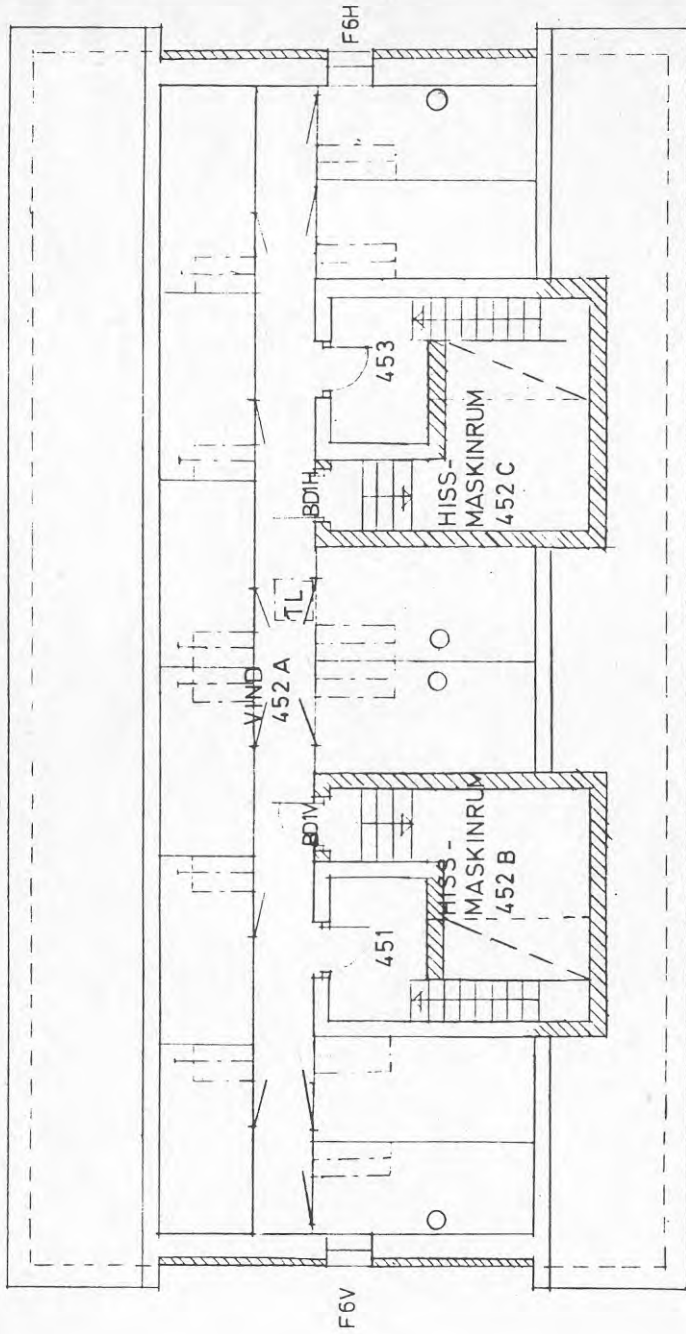 F6V
F6H
VIND
452 A
TL
BD1V
BD1H
451
453
HISS-
MASKINRUM
452 B
HISS-
MASKINRUM
452 C